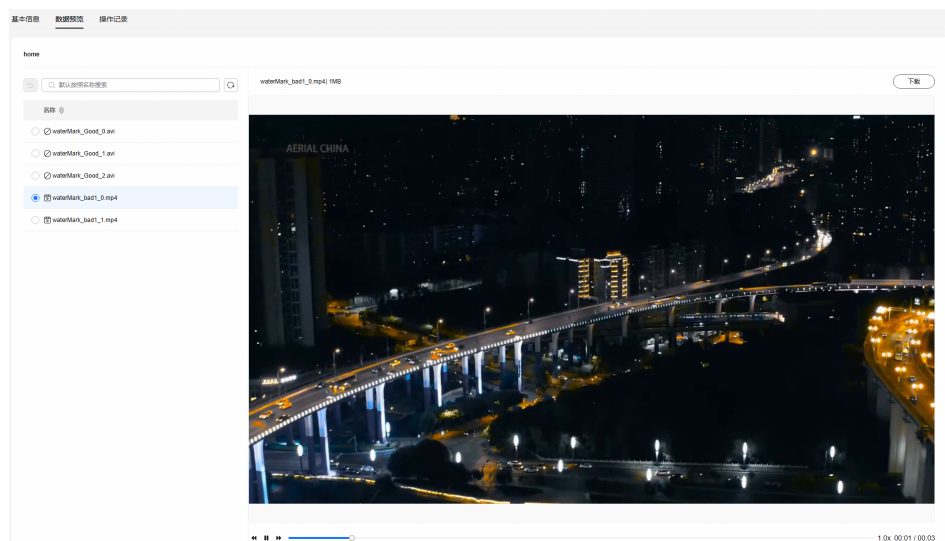 基本信息 数据预览 操作记录
home
默认按照名称搜索
waterMark_bad1_0.mp4| 1MB
下载
名称
waterMark_Good_0.avi
waterMark_Good_1.avi
waterMark_Good_2.avi
waterMark_bad1_0.mp4
waterMark_bad1_1.mp4
AERIAL CHINA
1.0x 00:01 / 00:03